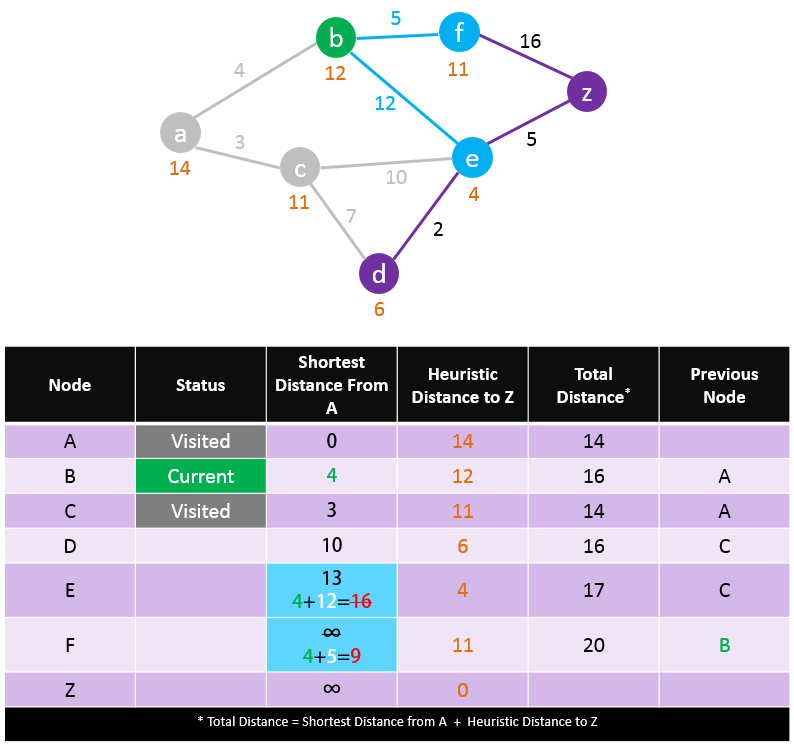 5
b
f
16
12
11
4
12
z
a
3
e
5
14
c
10
4
11
7
2
d
6
Node Status Shortest Distance From A Heuristic Distance to Z Total Distance* Previous Node
A Visited 0 14 14
B Current 4 12 16 A
C Visited 3 11 14 A
D 10 6 16 C
E 13 4 17 C
4+12=16
F ∞ 11 20 B
4+5=9
Z ∞ 0
* Total Distance = Shortest Distance from A + Heuristic Distance to Z